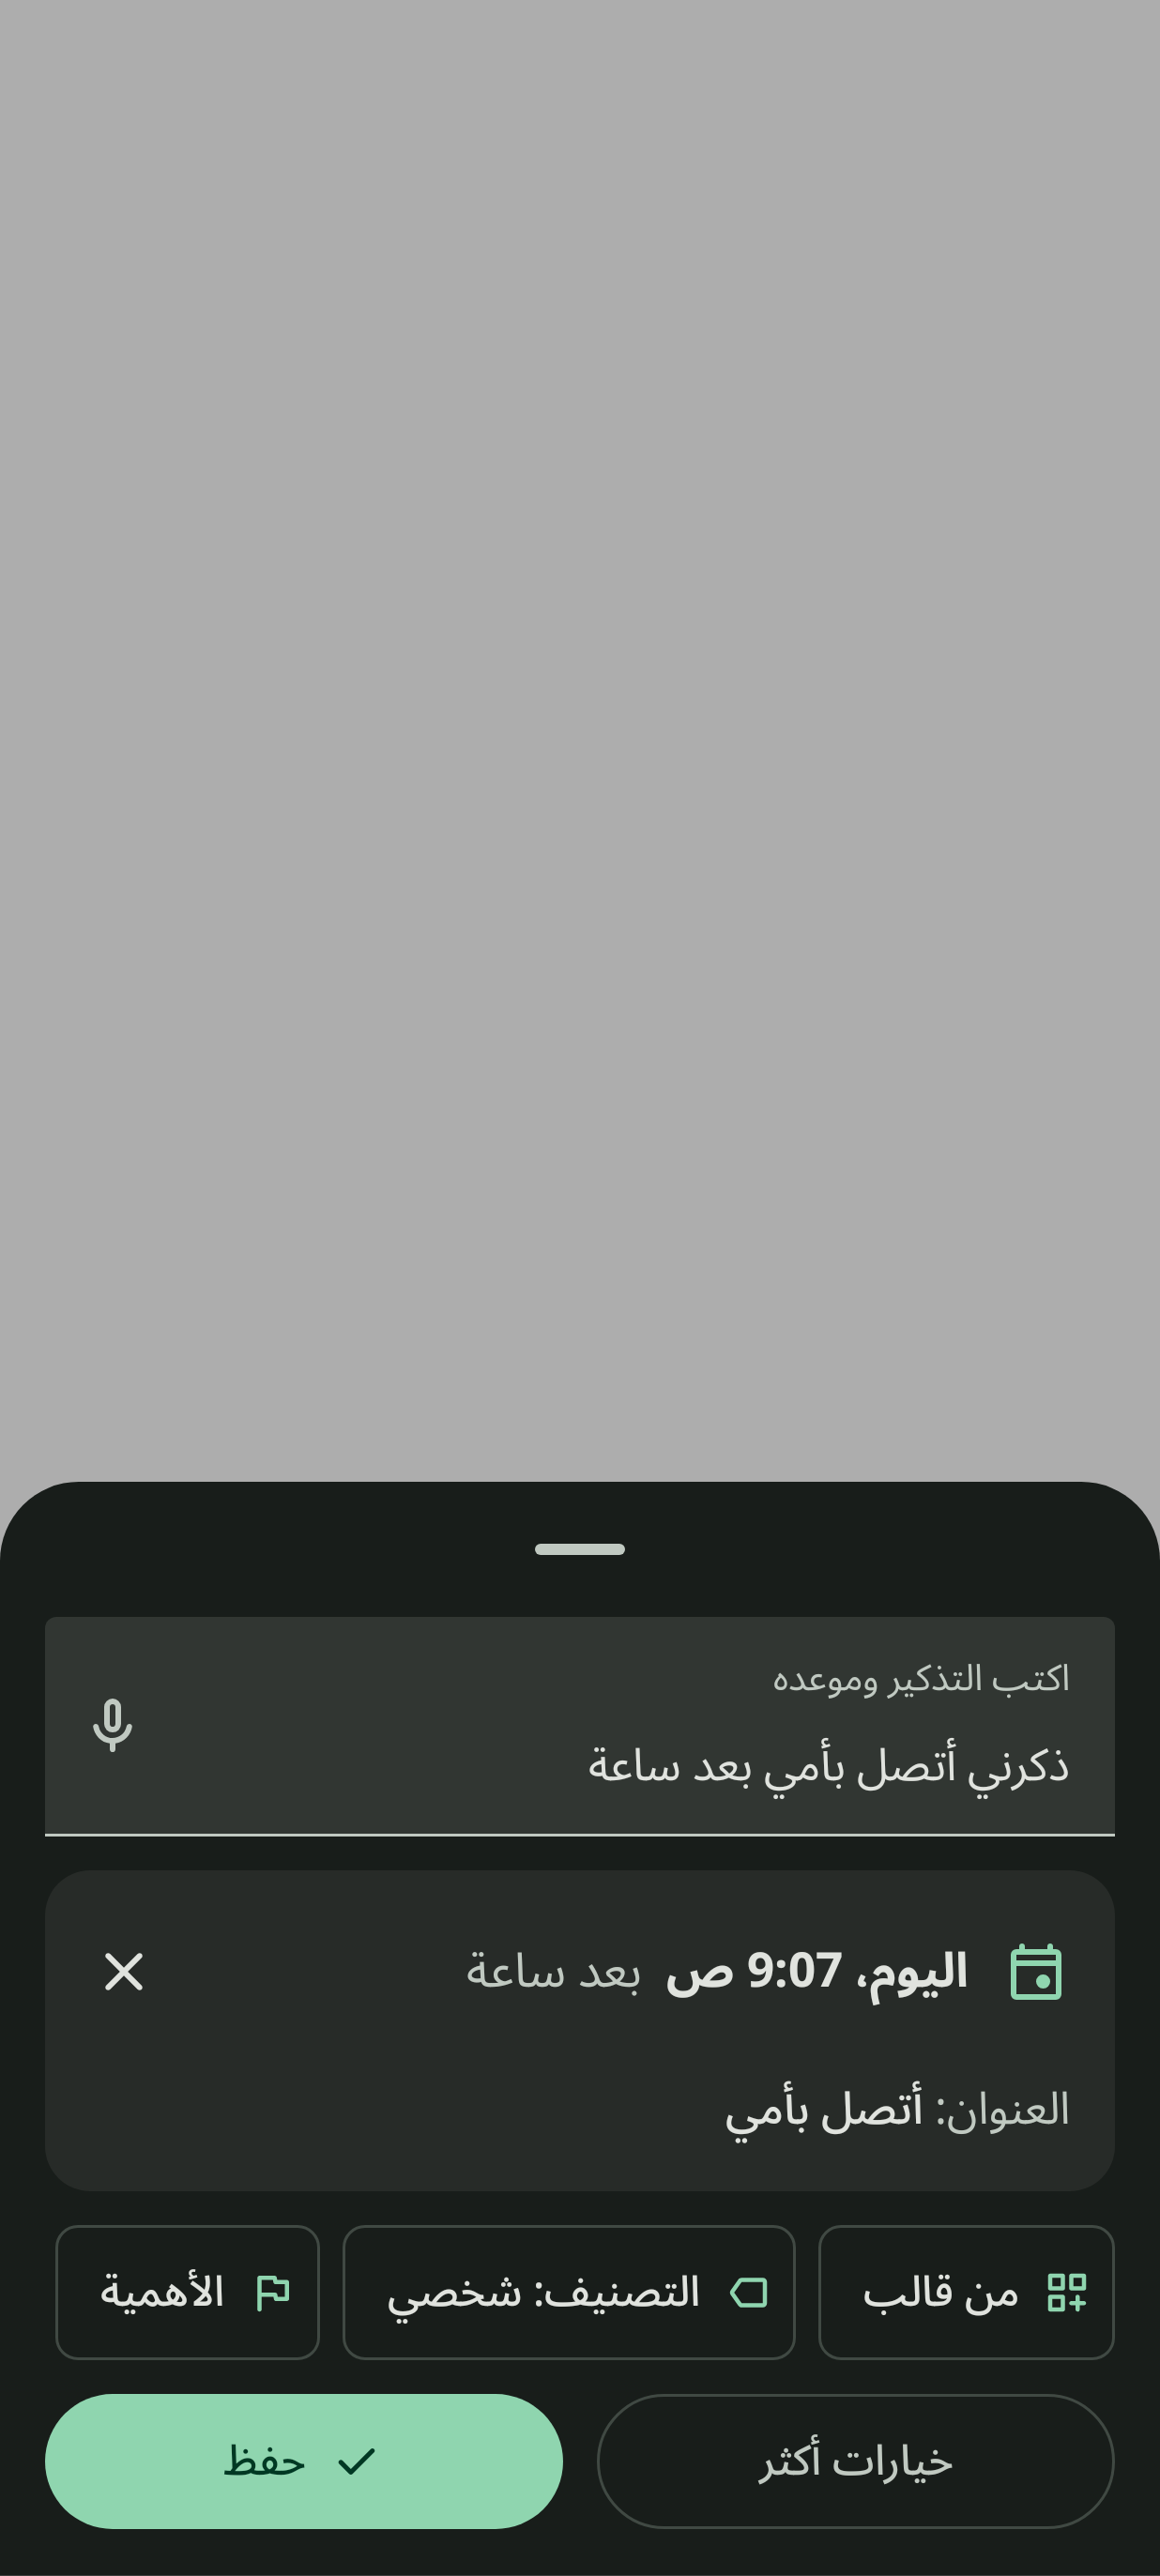 اكتب التذكير وموعده
ذكرني أتصل بأمي بعد ساعة
اليوم، 9:07 ص بعد ساعة
العنوان: أتصل بأمي
من قالب
التصنيف: شخصي
الأهمية
خيارات أكثر
حفظ